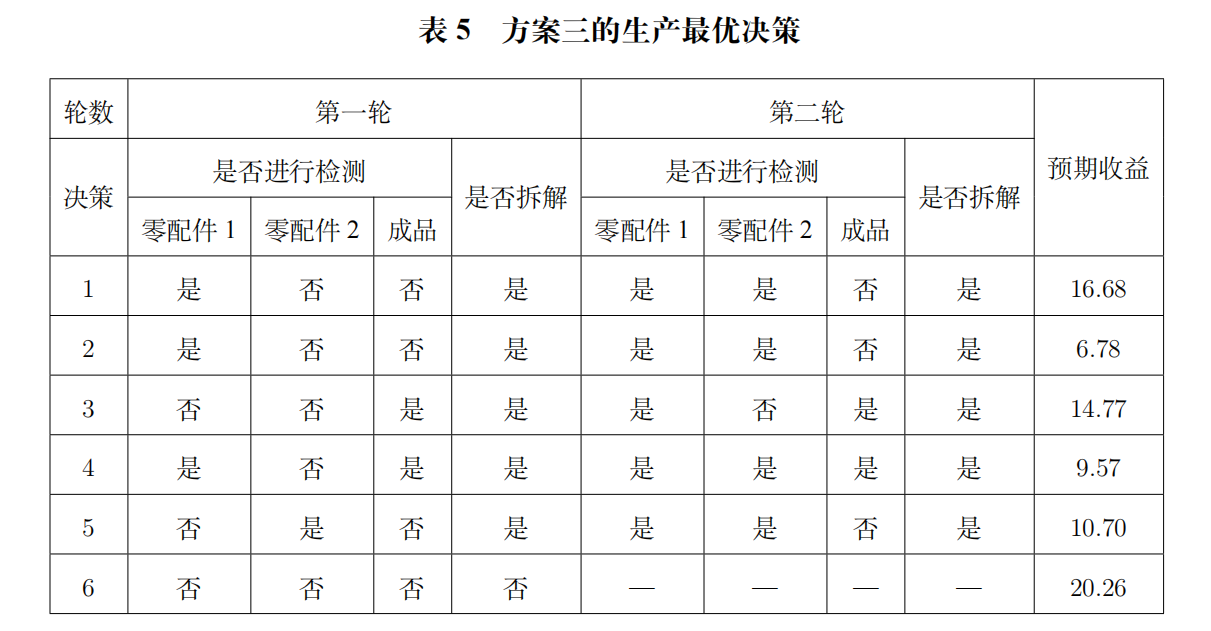 表 5 方案三的生产最优决策
轮数 第一轮 第二轮 预期收益
决策 是否进行检测 是否拆解 是否进行检测 是否拆解
零配件 1 零配件 2 成品 零配件 1 零配件 2 成品
1 是 否 否 是 是 是 否 是 16.68
2 是 否 否 是 是 是 否 是 6.78
3 否 否 是 是 是 否 是 是 14.77
4 是 否 是 是 是 是 是 是 9.57
5 否 是 否 是 是 是 否 是 10.70
6 否 否 否 否 — — — — 20.26